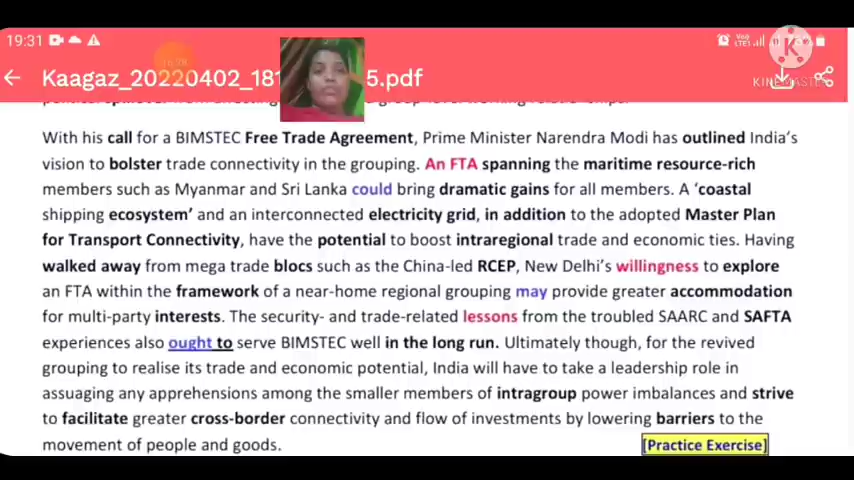 19:31
Kaagaz_20220402_181 5.pdf
KINEMASTER
With his call for a BIMSTEC Free Trade Agreement, Prime Minister Narendra Modi has outlined India's
vision to bolster trade connectivity in the grouping. An FTA spanning the maritime resource-rich
members such as Myanmar and Sri Lanka could bring dramatic gains for all members. A 'coastal
shipping ecosystem' and an interconnected electricity grid, in addition to the adopted Master Plan
for Transport Connectivity, have the potential to boost intraregional trade and economic ties. Having
walked away from mega trade blocs such as the China-led RCEP, New Delhi's willingness to explore
an FTA within the framework of a near-home regional grouping may provide greater accommodation
for multi-party interests. The security- and trade-related lessons from the troubled SAARC and SAFTA
experiences also ought to serve BIMSTEC well in the long run. Ultimately though, for the revived
grouping to realise its trade and economic potential, India will have to take a leadership role in
assuaging any apprehensions among the smaller members of intragroup power imbalances and strive
to facilitate greater cross-border connectivity and flow of investments by lowering barriers to the
movement of people and goods.
[Practice Exercise]